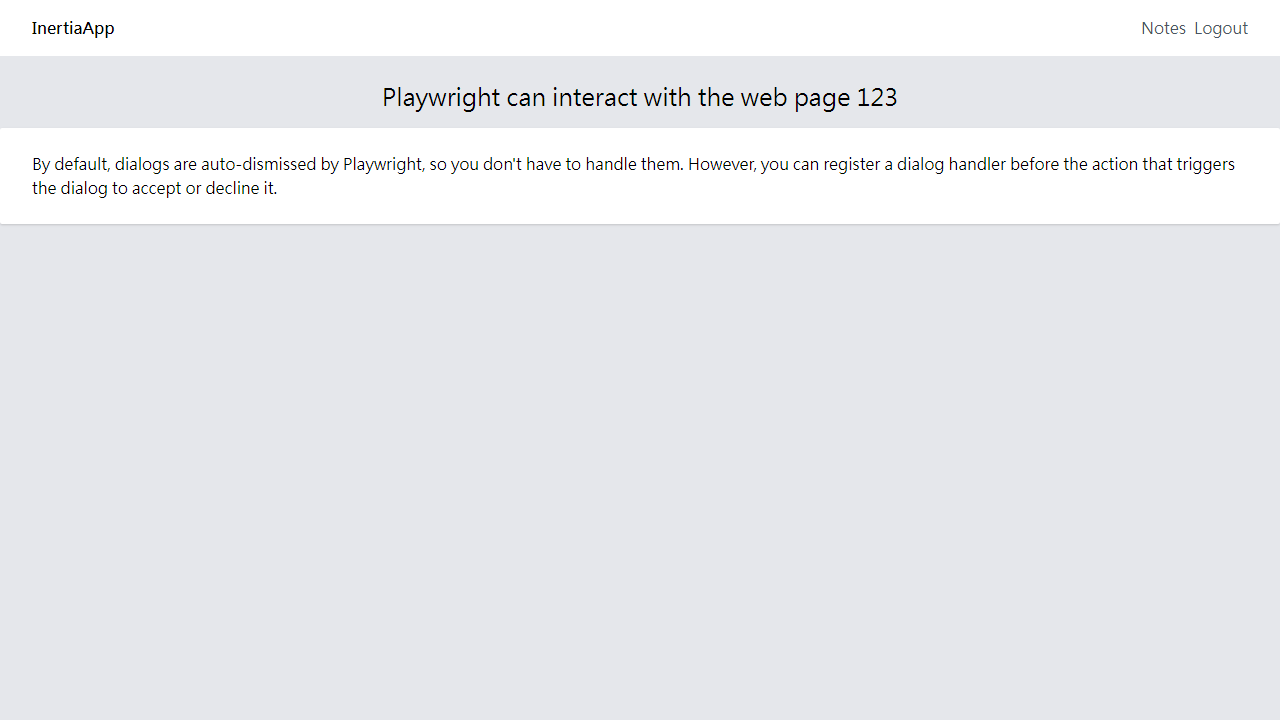 InertiaApp
Notes Logout
Playwright can interact with the web page 123
By default, dialogs are auto-dismissed by Playwright, so you don't have to handle them. However, you can register a dialog handler before the action that triggers
the dialog to accept or decline it.